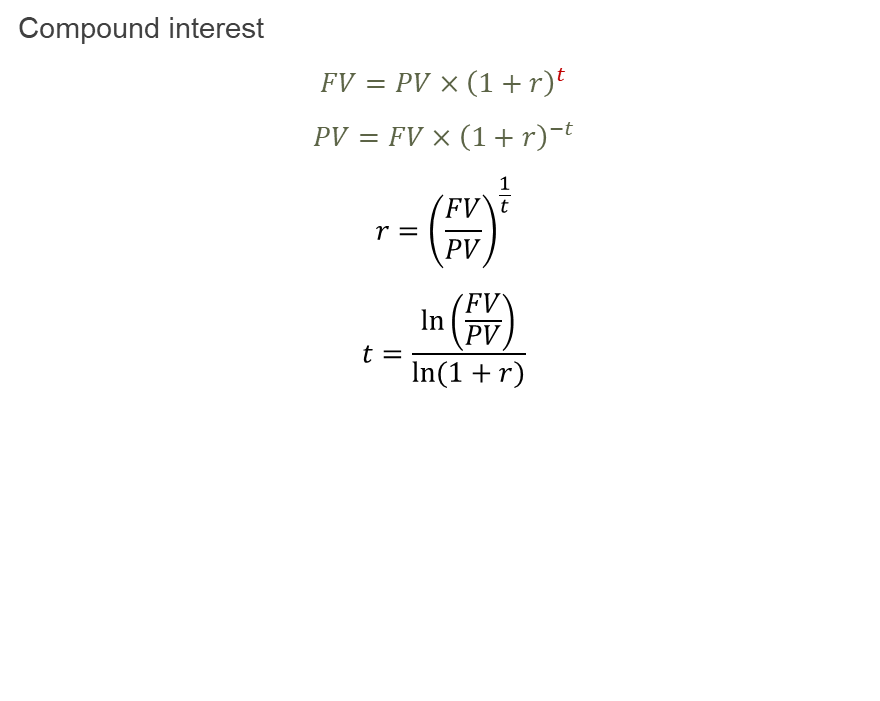 Compound interest
FV = PV × (1 + r)^t
PV = FV × (1 + r)^−t
r = (FV/PV)^(1/t)
t = ln(FV/PV)/ln(1 + r)